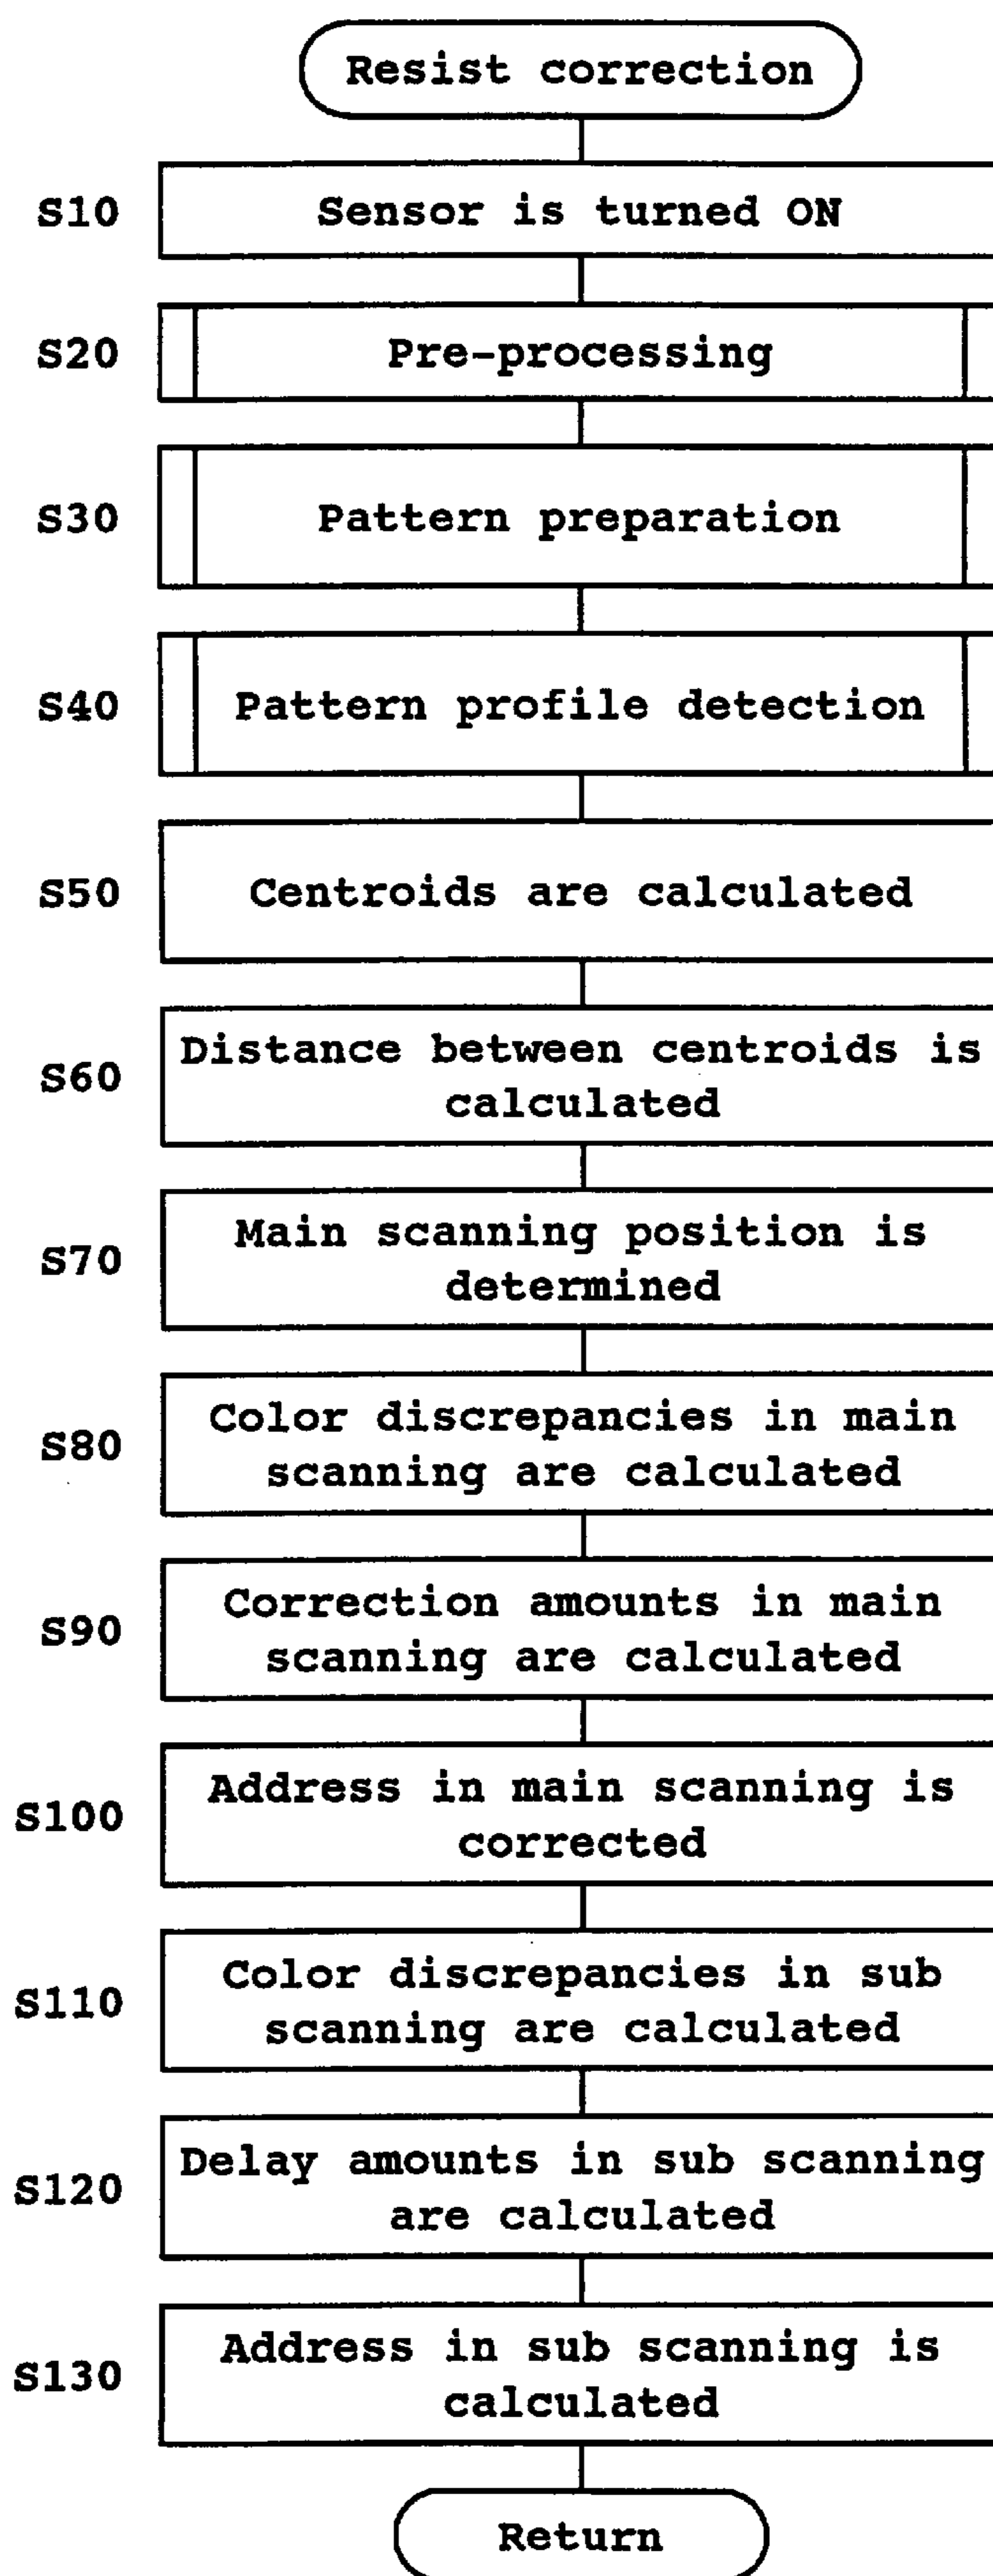 Resist correction
S10
Sensor is turned ON
S20
Pre-processing
S30
Pattern preparation
S40
Pattern profile detection
S50
Centroids are calculated
S60
Distance between centroids is
calculated
S70
Main scanning position is
determined
S80
Color discrepancies in main
scanning are calculated
S90
Correction amounts in main
scanning are calculated
S100
Address in main scanning is
corrected
S110
Color discrepancies in sub
scanning are calculated
S120
Delay amounts in sub scanning
are calculated
S130
Address in sub scanning is
calculated
Return